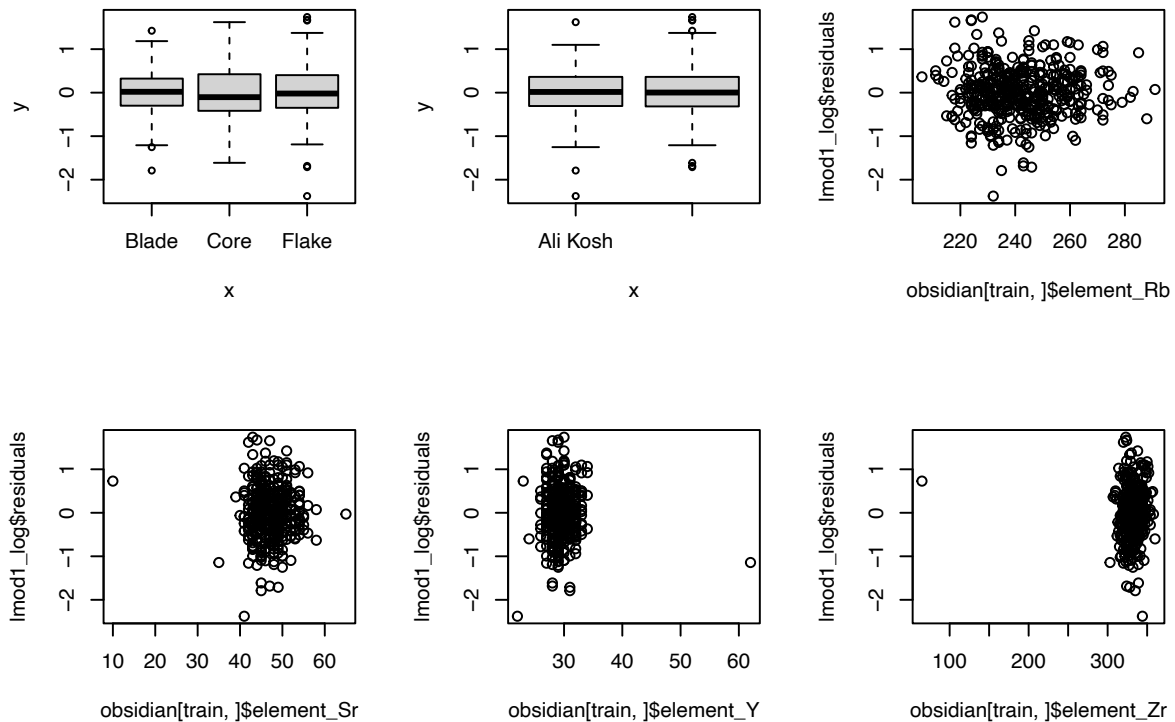 y
1
0
−1
−2
Blade Core Flake
x
y
1
0
−1
−2
Ali Kosh
x
lmod1_log$residuals
1
0
−1
−2
220 240 260 280
obsidian[train, ]$element_Rb
lmod1_log$residuals
1
0
−1
−2
10 20 30 40 50 60
obsidian[train, ]$element_Sr
lmod1_log$residuals
1
0
−1
−2
30 40 50 60
obsidian[train, ]$element_Y
lmod1_log$residuals
1
0
−1
−2
100 200 300
obsidian[train, ]$element_Zr